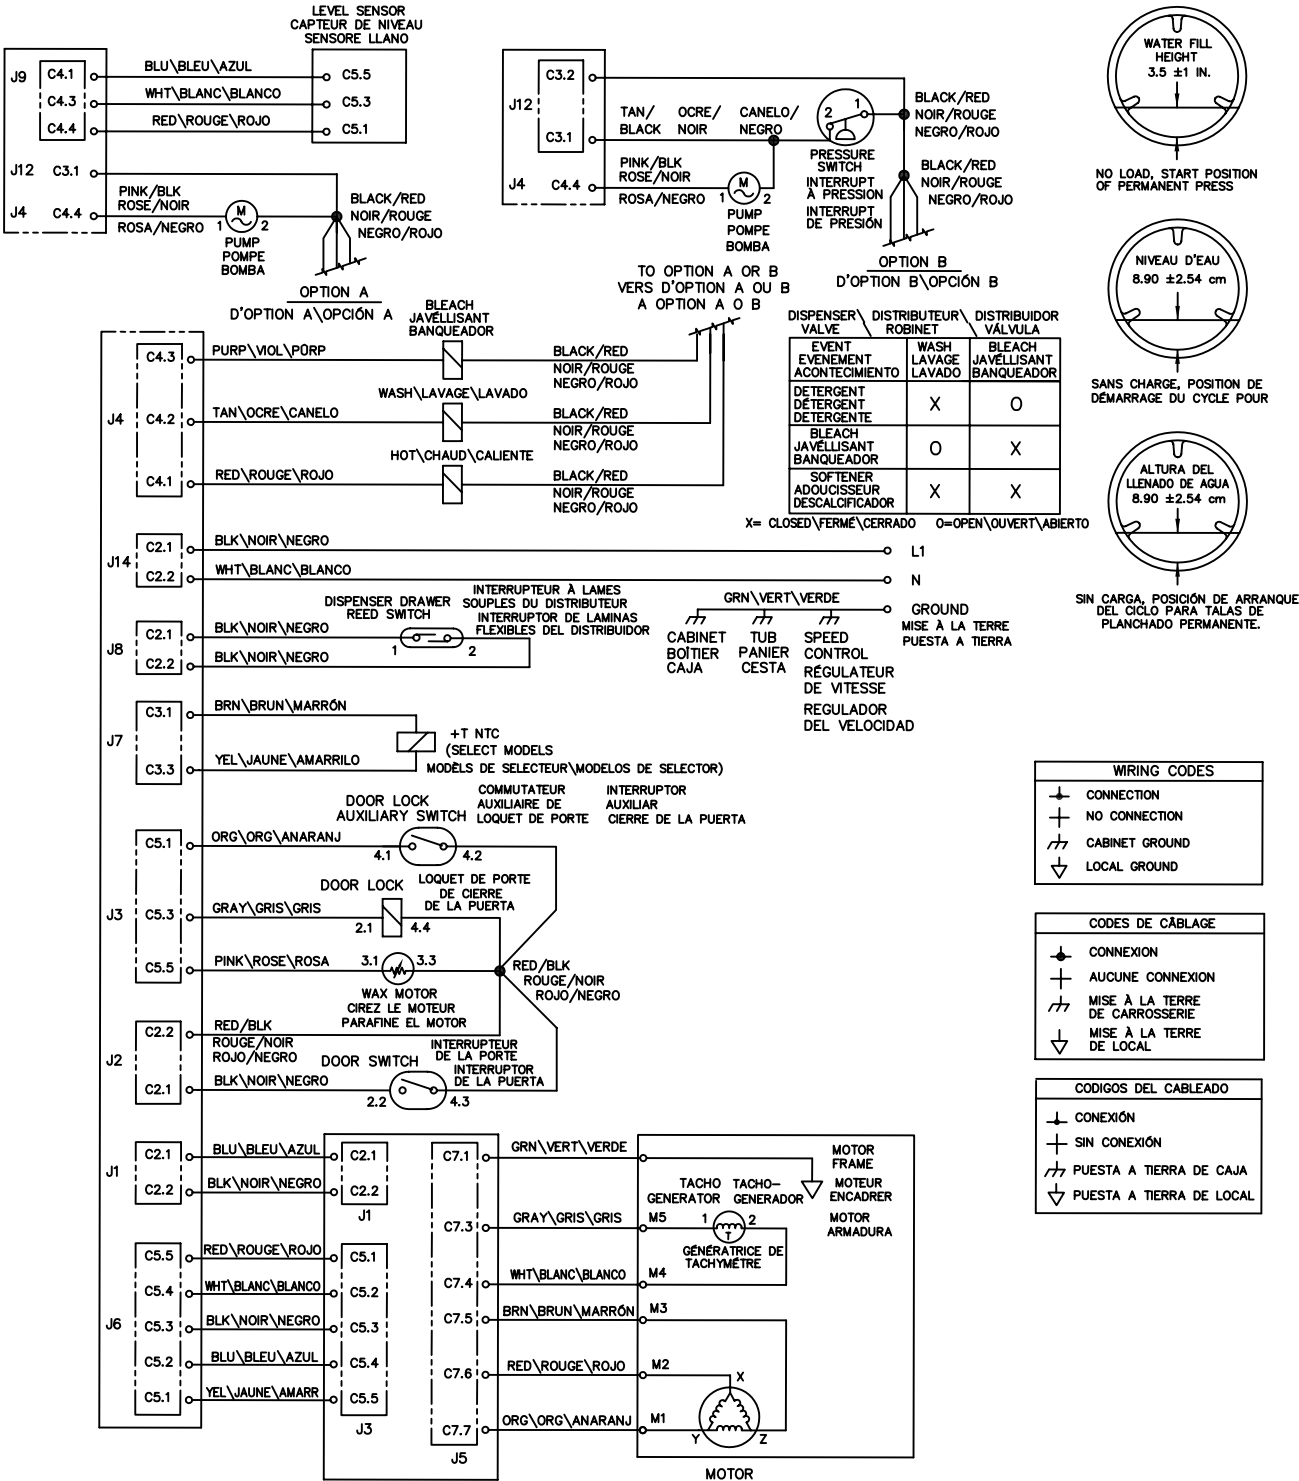 LEVEL SENSOR
CAPTEUR DE NIVEAU
SENSORE LLANO
J9
C4.1
BLU\BLEU\AZUL
C5.5
C4.3
WHT\BLANC\BLANCO
C5.3
C4.4
RED\ROUGE\ROJO
C5.1
J12
C3.1
J4
C4.4
PINK/BLK
ROSE/NOIR
ROSA/NEGRO
1
M
2
PUMP
POMPE
BOMBA
BLACK/RED
NOIR/ROUGE
NEGRO/ROJO
OPTION A
D'OPTION A\OPCIÓN A
J12
C3.2
C3.1
TAN/ OCRE/ CANELO/
BLACK NOIR NEGRO
2
1
PRESSURE
SWITCH
INTERRUPT
À PRESSION
INTERRUPT
DE PRESIÓN
BLACK/RED
NOIR/ROUGE
NEGRO/ROJO
J4
C4.4
PINK/BLK
ROSE/NOIR
ROSA/NEGRO
1
M
2
PUMP
POMPE
BOMBA
BLACK/RED
NOIR/ROUGE
NEGRO/ROJO
OPTION B
D'OPTION B\OPCIÓN B
TO OPTION A OR B
VERS D'OPTION A OU B
A OPTION A O B
WATER FILL
HEIGHT
3.5 ±1 IN.
NO LOAD, START POSITION
OF PERMANENT PRESS
NIVEAU D'EAU
8.90 ±2.54 cm
SANS CHARGE, POSITION DE
DÉMARRAGE DU CYCLE POUR
ALTURA DEL
LLENADO DE AGUA
8.90 ±2.54 cm
SIN CARGA, POSICIÓN DE ARRANQUE
DEL CICLO PARA TALAS DE
PLANCHADO PERMANENTE.
DISPENSER\ DISTRIBUTEUR\ DISTRIBUIDOR
VALVE / ROBINET \ VÁLVULA
EVENT
EVENEMENT
ACONTECIMIENTO
WASH
LAVAGE
LAVADO
BLEACH
JAVÉLLISANT
BANQUEADOR
DETERGENT
DÉTERGENT
DETERGENTE
X
O
BLEACH
JAVÉLLISANT
BANQUEADOR
O
X
SOFTENER
ADOUCISSEUR
DESCALCIFICADOR
X
X
X= CLOSED\FERMÉ\CERRADO O=OPEN\OUVERT\ABIERTO
J4
C4.3
PURP\VIOL\PÛRP
BLEACH
JAVÉLLISANT
BANQUEADOR
BLACK/RED
NOIR/ROUGE
NEGRO/ROJO
C4.2
TAN\OCRE\CANELO
WASH\LAVAGE\LAVADO
BLACK/RED
NOIR/ROUGE
NEGRO/ROJO
C4.1
RED\ROUGE\ROJO
HOT\CHAUD\CALIENTE
BLACK/RED
NOIR/ROUGE
NEGRO/ROJO
J14
C2.1
BLK\NOIR\NEGRO
L1
C2.2
WHT\BLANC\BLANCO
N
GRN\VERT\VERDE
GROUND
MISE À LA TERRE
PUESTA A TIERRA
CABINET
BOÎTIER
CAJA
TUB
PANIER
CESTA
SPEED
CONTROL
RÉGULATEUR
DE VITESSE
REGULADOR
DEL VELOCIDAD
J8
C2.1
BLK\NOIR\NEGRO
DISPENSER DRAWER
REED SWITCH
INTERRUPTEUR À LAMES
SOUPLES DU DISTRIBUTEUR
INTERRUPTOR DE LAMINAS
FLEXIBLES DEL DISTRIBUIDOR
1
2
C2.2
BLK\NOIR\NEGRO
J7
C3.1
BRN\BRUN\MARRÓN
+T NTC
(SELECT MODELS
MODÈLS DE SELECTEUR\MODELOS DE SELECTOR)
C3.3
YEL\JAUNE\AMARRILO
J3
C5.1
ORG\ORG\ANARANJ
DOOR LOCK
AUXILIARY SWITCH
COMMUTATEUR
AUXILIAIRE DE
LOQUET DE PORTE
INTERRUPTOR
AUXILIAR
CIERRE DE LA PUERTA
4.1
4.2
C5.3
GRAY\GRIS\GRIS
DOOR LOCK
LOQUET DE PORTE
DE CIERRE
DE LA PUERTA
2.1
4.4
C5.5
PINK\ROSE\ROSA
3.1
3.3
WAX MOTOR
CIREZ LE MOTEUR
PARAFINE EL MOTOR
RED/BLK
ROUGE/NOIR
ROJO/NEGRO
J2
C2.2
RED/BLK
ROUGE/NOIR
ROJO/NEGRO
C2.1
BLK\NOIR\NEGRO
DOOR SWITCH
INTERRUPTEUR
DE LA PORTE
INTERRUPTOR
DE LA PUERTA
2.2
4.3
J1
C2.1
BLU\BLEU\AZUL
C2.1
C2.2
BLK\NOIR\NEGRO
C2.2
J1
J6
C5.5
RED\ROUGE\ROJO
C5.1
C5.4
WHT\BLANC\BLANCO
C5.2
C5.3
BLK\NOIR\NEGRO
C5.3
C5.2
BLU\BLEU\AZUL
C5.4
C5.1
YEL\JAUNE\AMARR
C5.5
J3
C7.1
GRN\VERT\VERDE
MOTOR
FRAME
MOTEUR
ENCADRER
MOTOR
ARMADURA
C7.3
GRAY\GRIS\GRIS
M5
TACHO
GENERATOR
TACHO–
GENERADOR
1
T
2
GÉNÉRATRICE DE
TACHYMÉTRE
C7.4
WHT\BLANC\BLANCO
M4
C7.5
BRN\BRUN\MARRÓN
M3
C7.6
RED\ROUGE\ROJO
M2
X
C7.7
ORG\ORG\ANARANJ
M1
Y
Z
J5
MOTOR
WIRING CODES
CONNECTION
NO CONNECTION
CABINET GROUND
LOCAL GROUND
CODES DE CÂBLAGE
CONNEXION
AUCUNE CONNEXION
MISE À LA TERRE
DE CARROSSERIE
MISE À LA TERRE
DE LOCAL
CODIGOS DEL CABLEADO
CONEXIÓN
SIN CONEXIÓN
PUESTA A TIERRA DE CAJA
PUESTA A TIERRA DE LOCAL